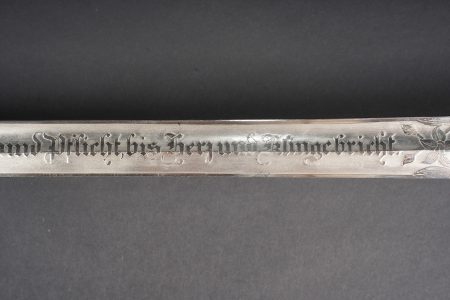 und Pflicht, bis Herz und Klinge bricht.